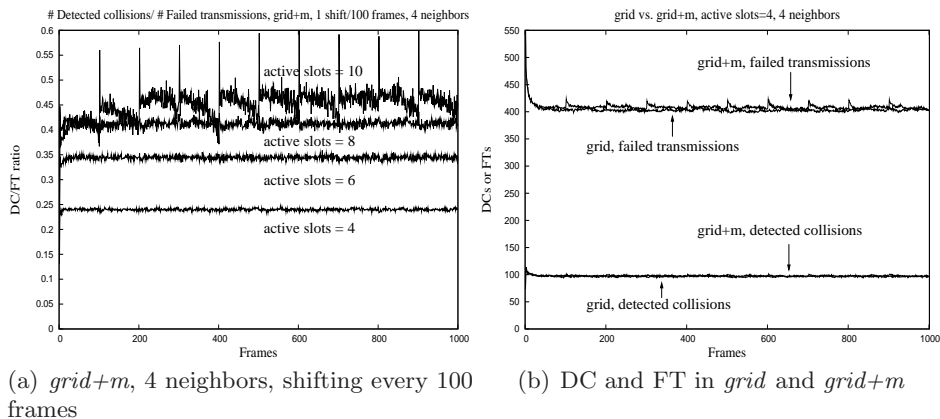 # Detected collisions/ # Failed transmissions, grid+m, 1 shift/100 frames, 4 neighbors
0.6
0.55
0.5
0.45
0.4
0.35
0.3
0.25
0.2
0.15
0.1
0.05
0
DC/FT ratio
active slots = 10
active slots = 8
active slots = 6
active slots = 4
0 200 400 600 800 1000
Frames
(a) grid+m, 4 neighbors, shifting every 100
frames
grid vs. grid+m, active slots=4, 4 neighbors
550
500
450
400
350
300
250
200
150
100
50
0
DCs or FTs
grid+m, failed transmissions
grid, failed transmissions
grid+m, detected collisions
grid, detected collisions
0 200 400 600 800 1000
Frames
(b) DC and FT in grid and grid+m